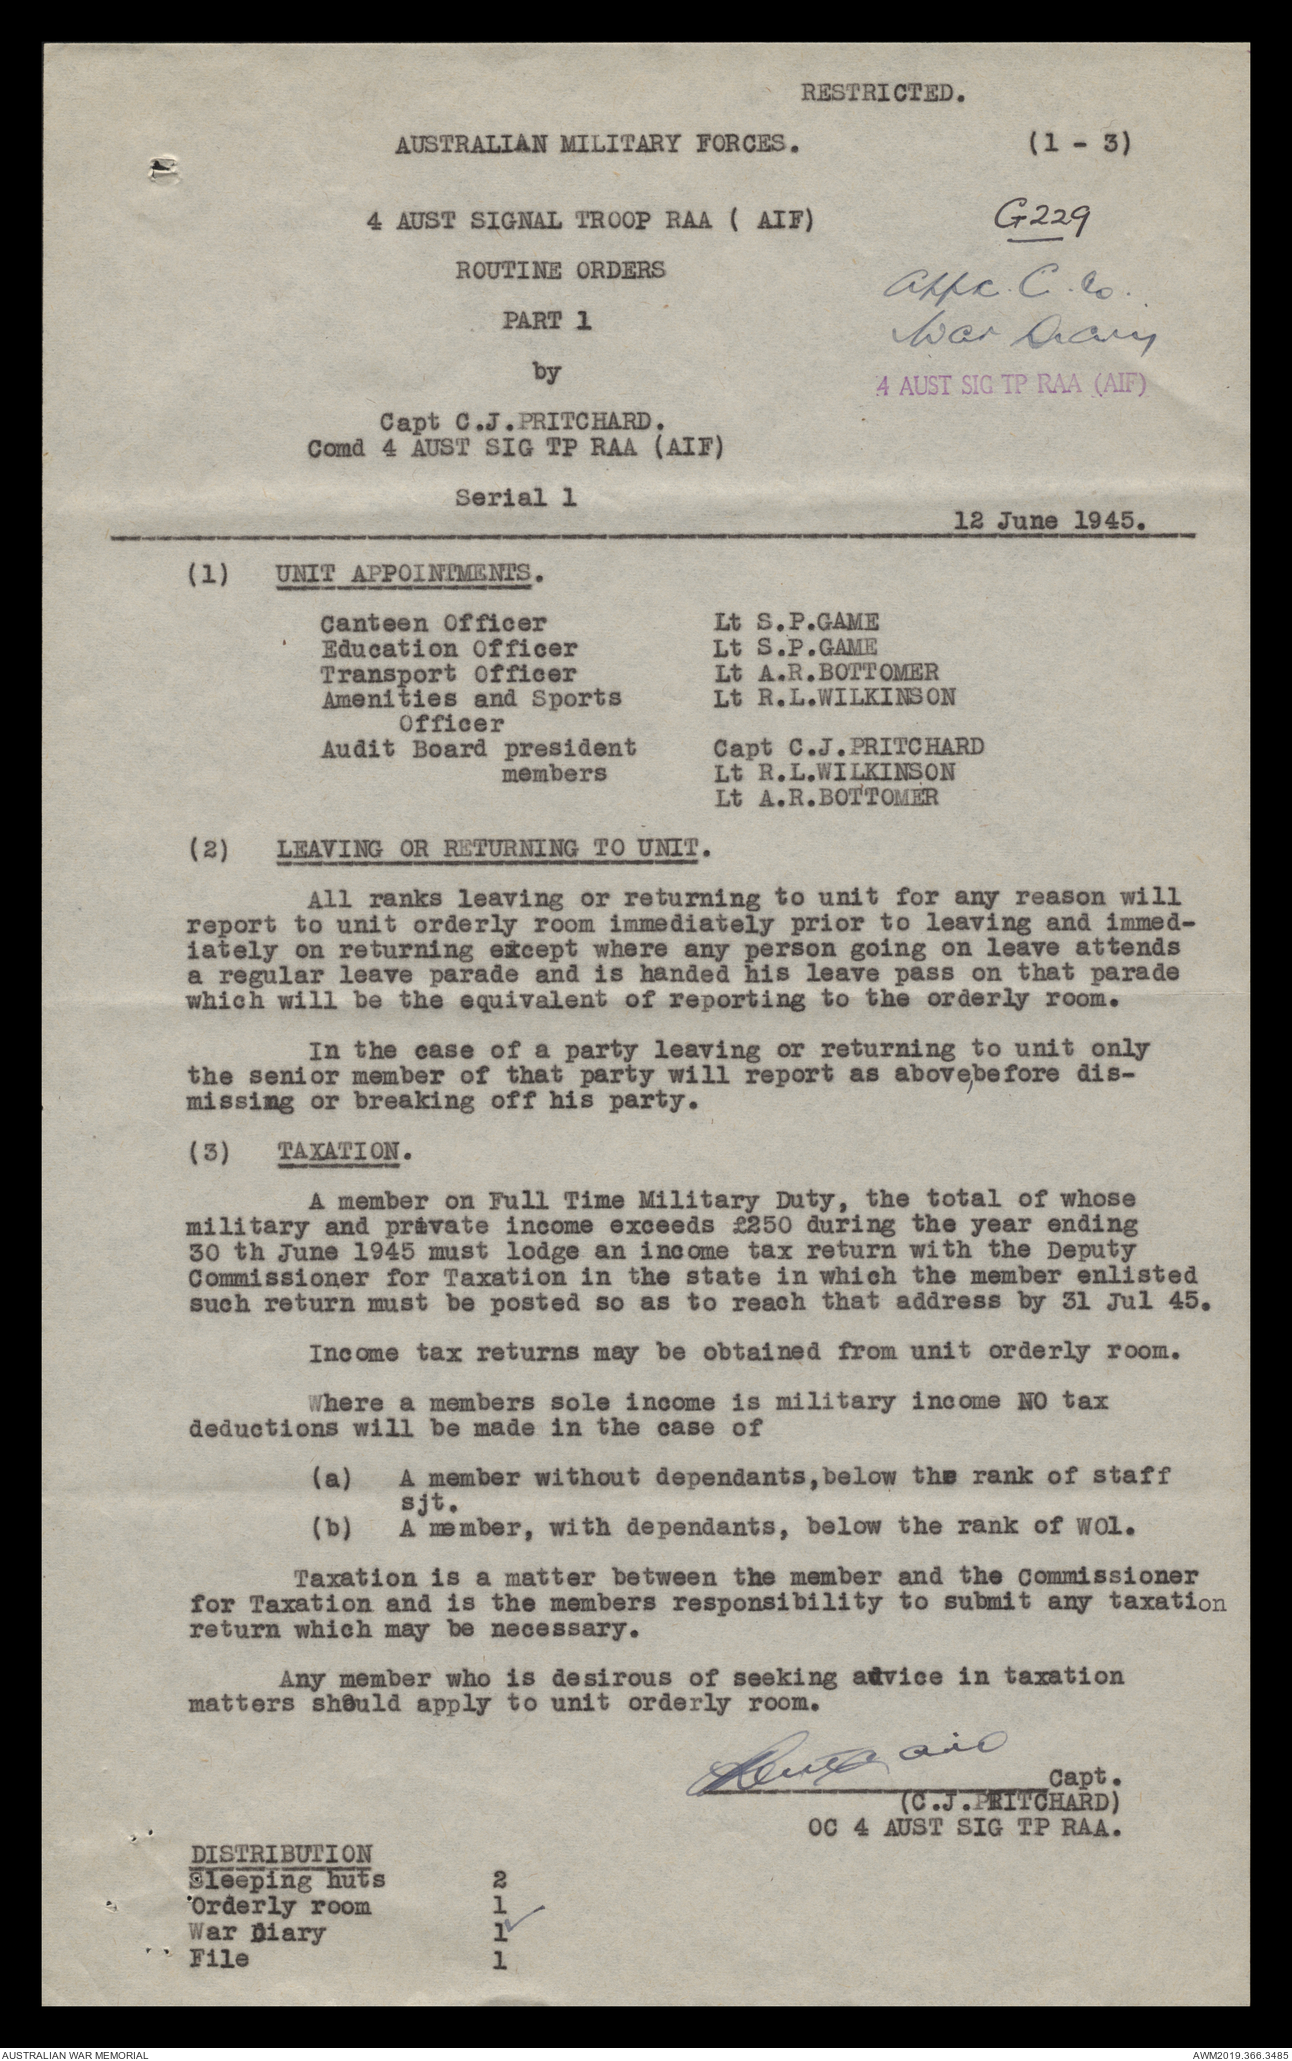 RESTRICTED.
AUSTRALIAN MILITARY FORCES. (1 - 3)
4 AUST SIGNAL TROOP RAA ( AIF) G229
ROUTINE ORDERS
Appx. C. to.
PART 1
War Diary
by
4 AUST SIG TP RAA (AIF)
Capt C.J.PRITCHARD.
Comd 4 AUST SIG TP RAA (AIF)
Serial 1
12 June 1945.
(1) UNIT APPOINTMENTS.
Canteen Officer Lt S.P.GAME
Education Officer Lt S.P.GAME
Transport Officer Lt A.R.BOTTOMER
Amenities and Sports Lt R.L.WILKINSON
Officer
Audit Board president Capt C.J.PRITCHARD
members Lt R.L.WILKINSON
Lt A.R.BOTTOMER
(2) LEAVING OR RETURNING TO UNIT.
All ranks leaving or returning to unit for any reason will
report to unit orderly room immediately prior to leaving and immed-
iately on returning except where any person going on leave attends
a regular leave parade and is handed his leave pass on that parade
which will be the equivalent of reporting to the orderly room.
In the case of a party leaving or returning to unit only
the senior member of that party will report as above,before dis-
missing or breaking off his party.
(3) TAXATION.
A member on Full Time Military Duty, the total of whose
military and private income exceeds £250 during the year ending
30 th June 1945 must lodge an income tax return with the Deputy
Commissioner for Taxation in the state in which the member enlisted
such return must be posted so as to reach that address by 31 Jul 45.
Income tax returns may be obtained from unit orderly room.
Where a members sole income is military income NO tax
deductions will be made in the case of
(a) A member without dependants,below the rank of staff
sjt.
(b) A member, with dependants, below the rank of WO1.
Taxation is a matter between the member and the Commissioner
for Taxation and is the members responsibility to submit any taxation
return which may be necessary.
Any member who is desirous of seeking advice in taxation
matters should apply to unit orderly room.
Capt.
(C.J.PRITCHARD)
OC 4 AUST SIG TP RAA.
DISTRIBUTION
Sleeping huts 2
Orderly room 1
War Diary 1
File 1
AUSTRALIAN WAR MEMORIAL AWM2019.366.3485